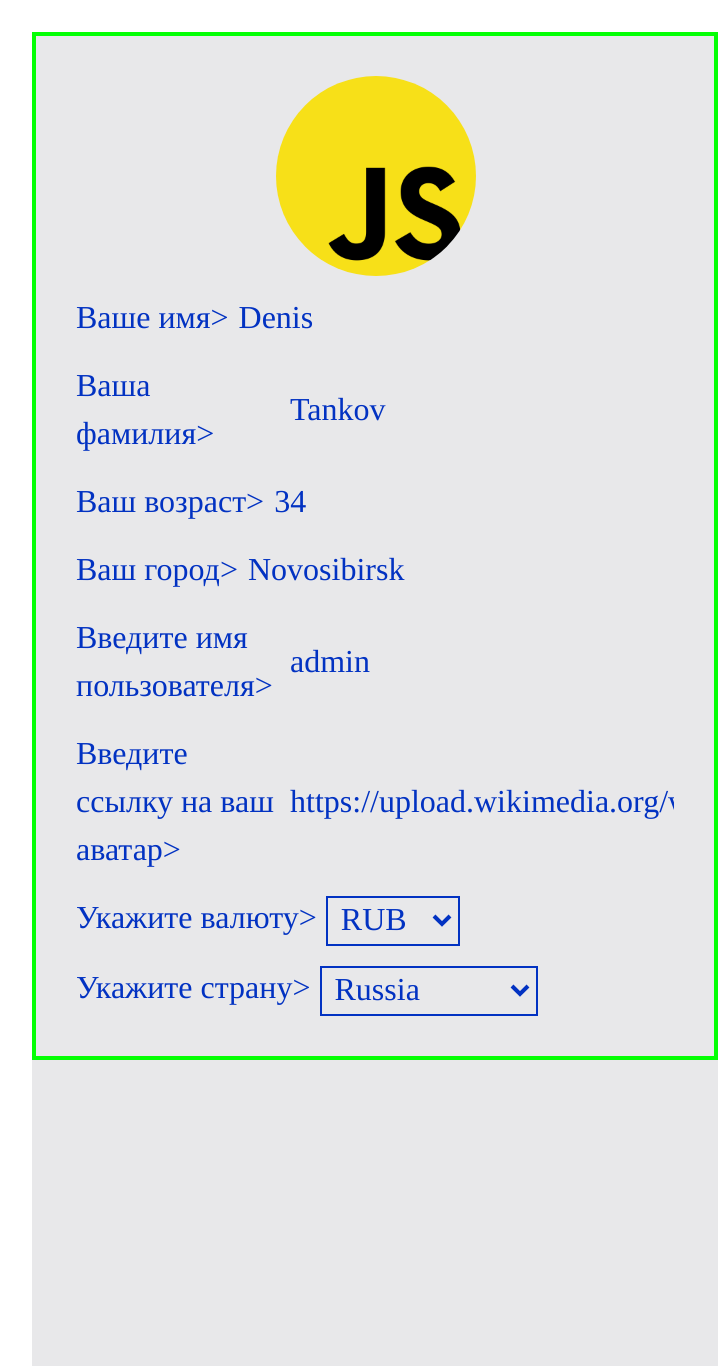 JS
Ваше имя> Denis
Ваша
фамилия> Tankov
Ваш возраст> 34
Ваш город> Novosibirsk
Введите имя
пользователя> admin
Введите
ссылку на ваш https://upload.wikimedia.org/
аватар>
Укажите валюту> RUB
Укажите страну> Russia